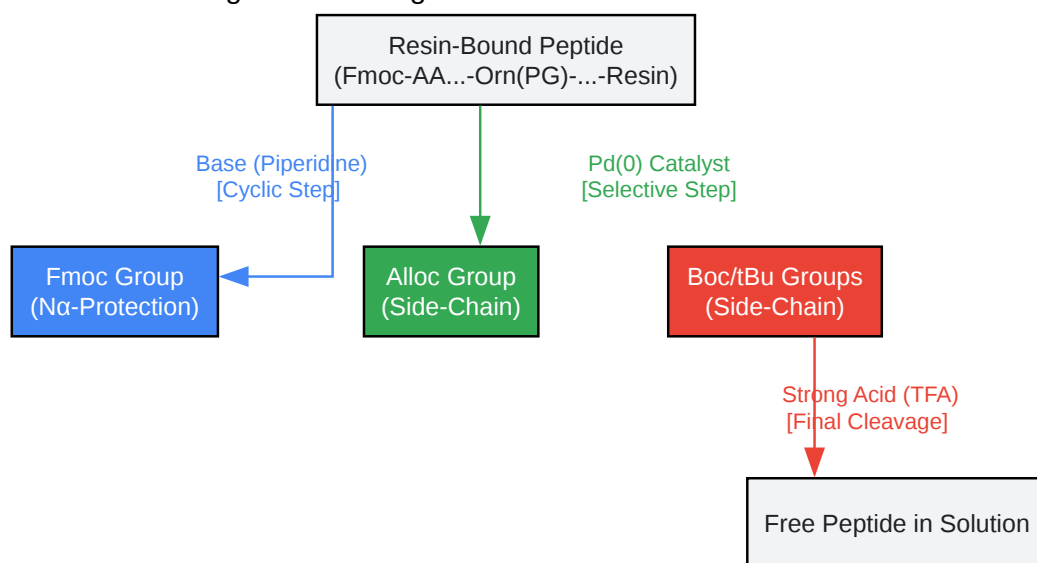 Resin-Bound Peptide
(Fmoc-AA...-Orn(PG)-...-Resin)
Base (Piperidine)
[Cyclic Step]
Pd(0) Catalyst
[Selective Step]
Fmoc Group
(Nα-Protection)
Alloc Group
(Side-Chain)
Boc/tBu Groups
(Side-Chain)
Strong Acid (TFA)
[Final Cleavage]
Free Peptide in Solution